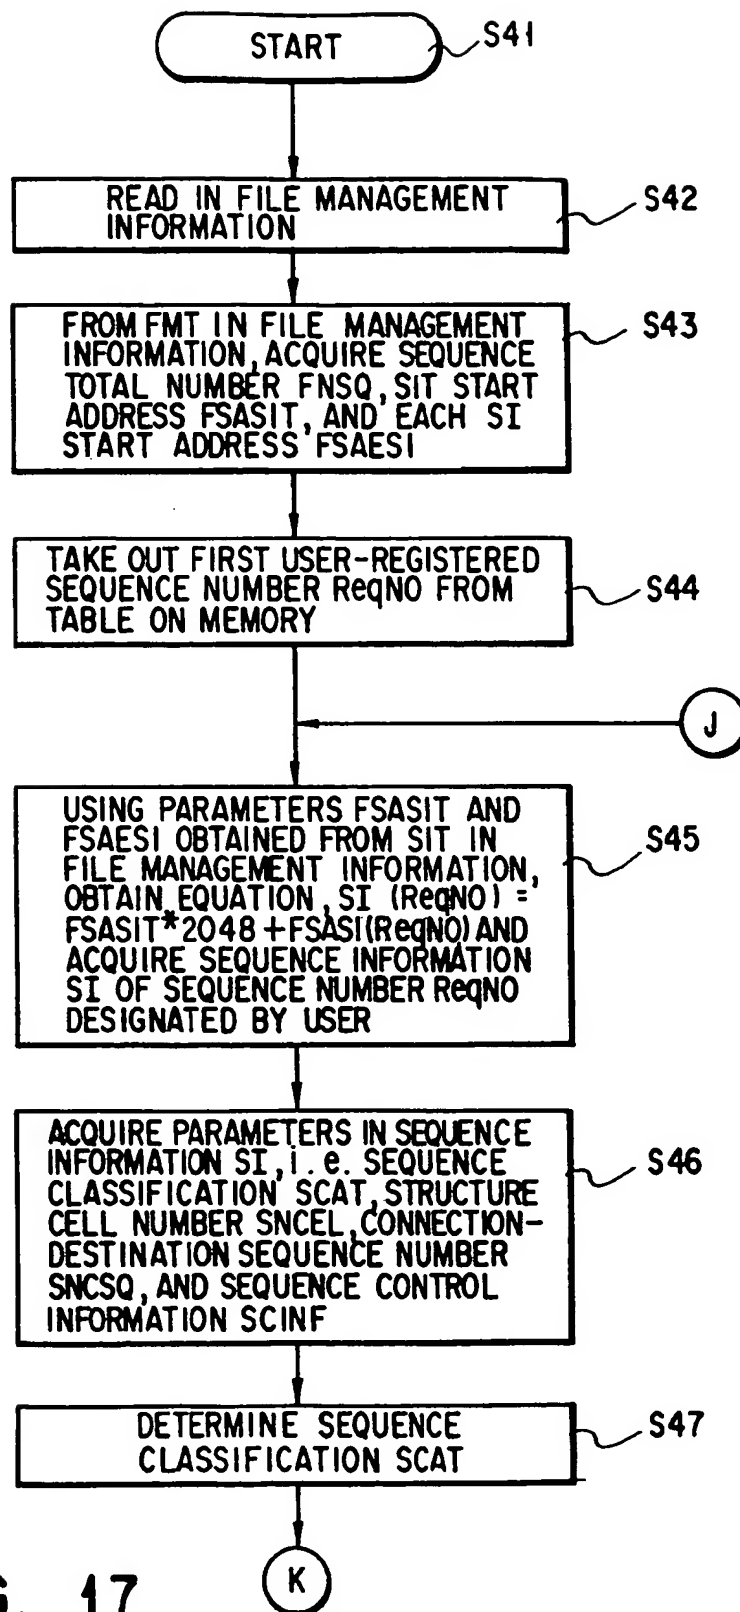 START
S41
READ IN FILE MANAGEMENT
INFORMATION
S42
FROM FMT IN FILE MANAGEMENT
INFORMATION, ACQUIRE SEQUENCE
TOTAL NUMBER FNSQ, SIT START
ADDRESS FSASIT, AND EACH SI
START ADDRESS FSAESI
S43
TAKE OUT FIRST USER-REGISTERED
SEQUENCE NUMBER ReqNO FROM
TABLE ON MEMORY
S44
J
USING PARAMETERS FSASIT AND
FSAESI OBTAINED FROM SIT IN
FILE MANAGEMENT INFORMATION,
OBTAIN EQUATION, SI (ReqNO) =
FSASIT*2048+FSASI(ReqNO) AND
ACQUIRE SEQUENCE INFORMATION
SI OF SEQUENCE NUMBER ReqNO
DESIGNATED BY USER
S45
ACQUIRE PARAMETERS IN SEQUENCE
INFORMATION SI, i.e. SEQUENCE
CLASSIFICATION SCAT, STRUCTURE
CELL NUMBER SNCEL, CONNECTION-
DESTINATION SEQUENCE NUMBER
SNCSQ, AND SEQUENCE CONTROL
INFORMATION SCINF
S46
DETERMINE SEQUENCE
CLASSIFICATION SCAT
S47
K
G. 17